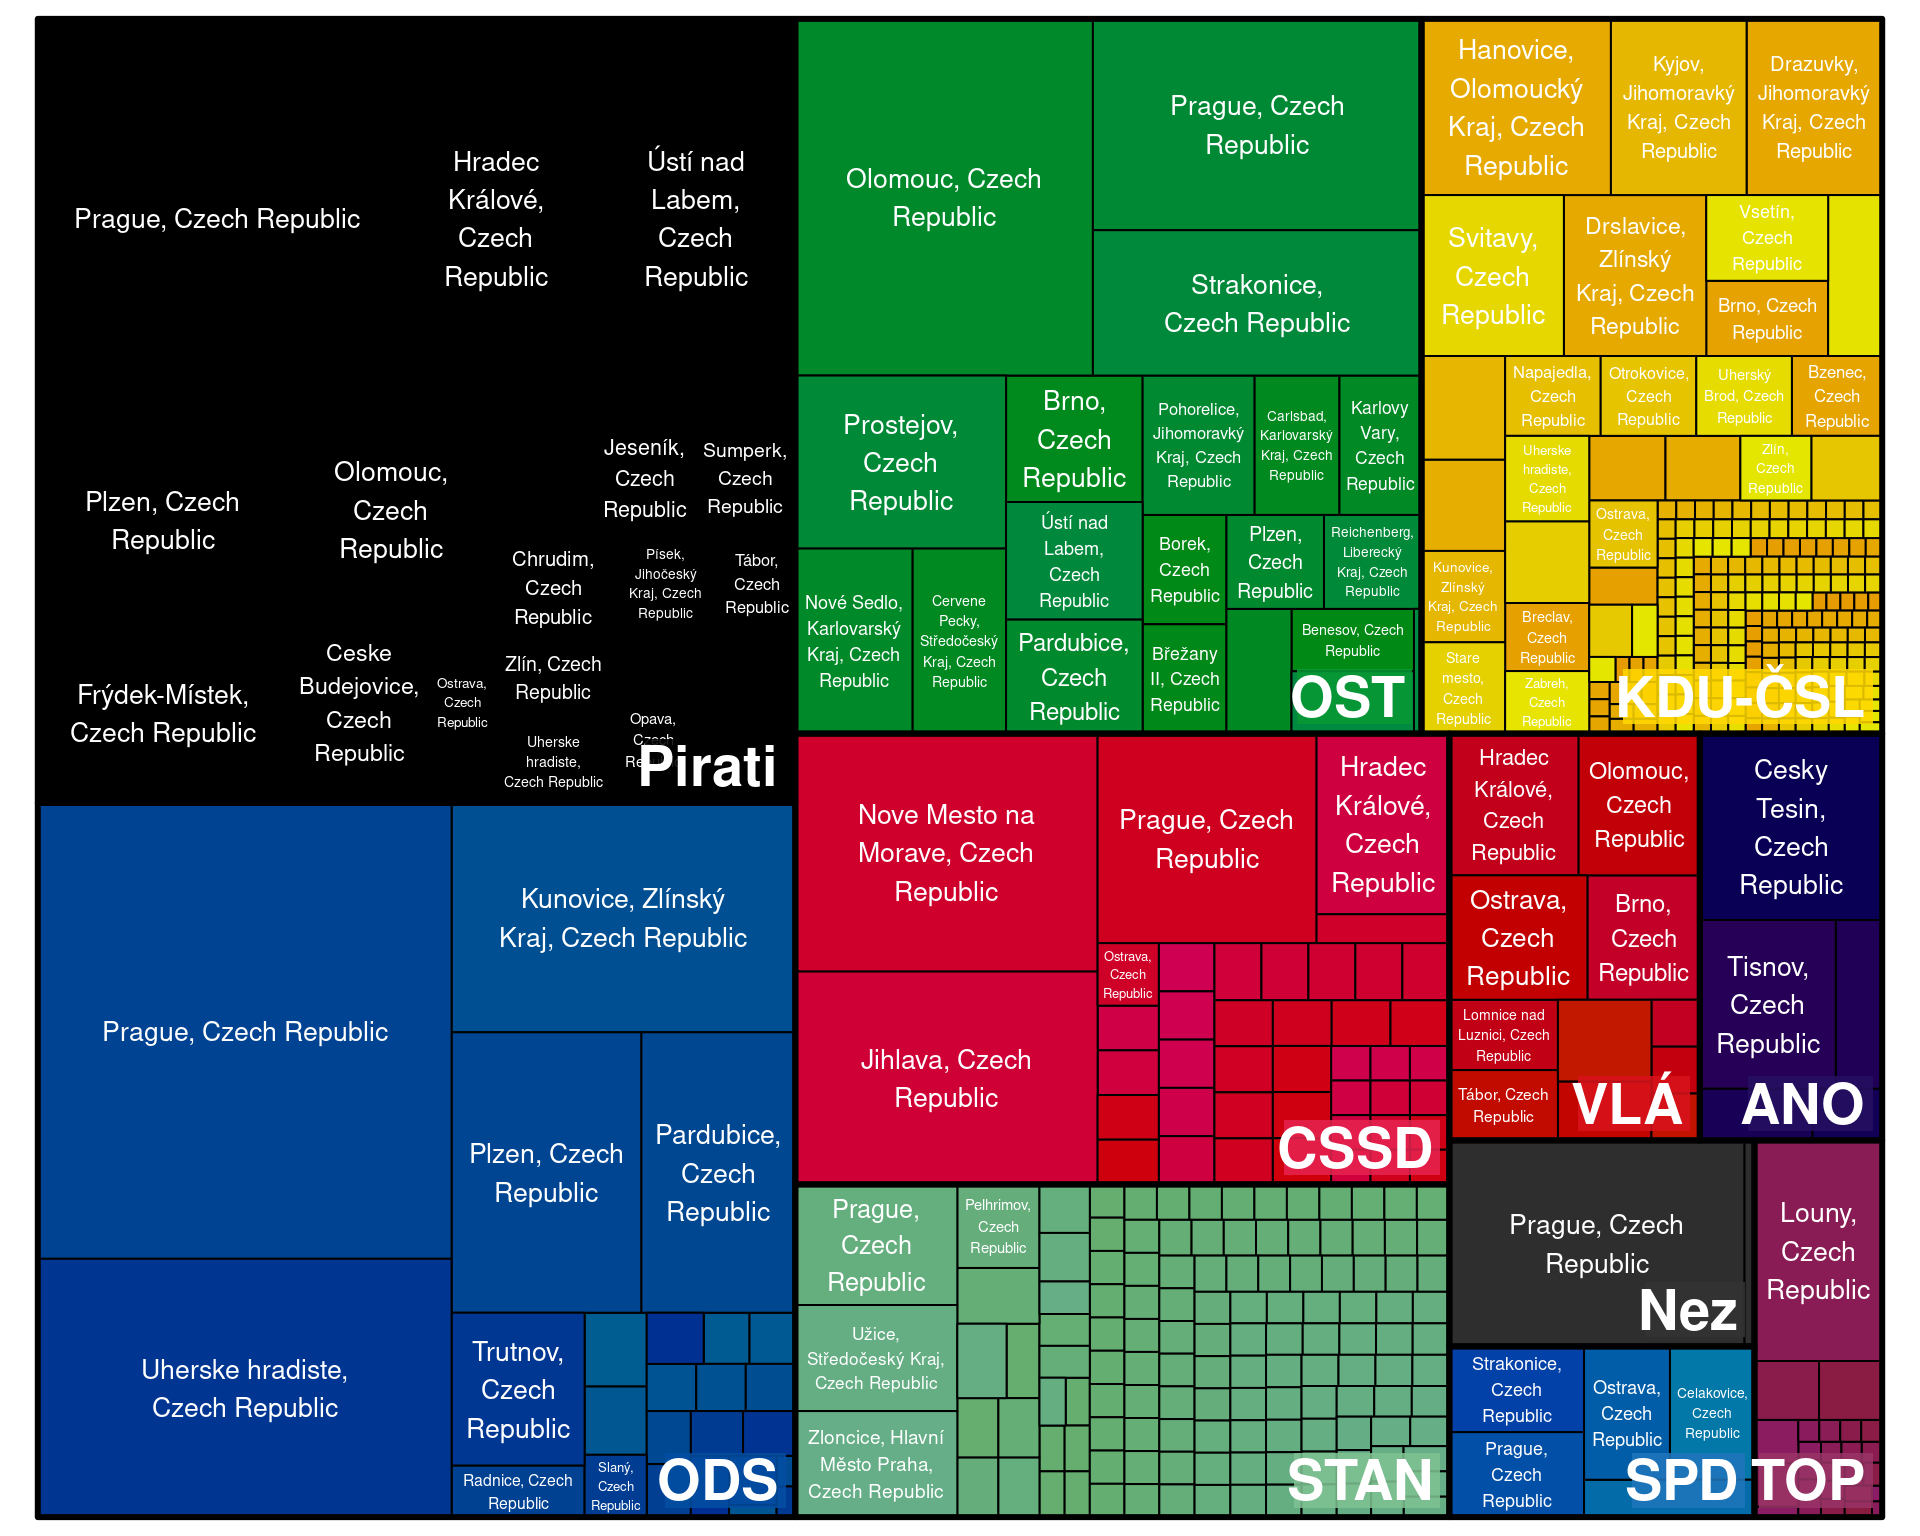 Prague, Czech Republic
Hradec
Králové,
Czech
Republic
Ústí nad
Labem,
Czech
Republic
Plzen, Czech
Republic
Olomouc,
Czech
Republic
Jeseník,
Czech
Republic
Sumperk,
Czech
Republic
Chrudim,
Czech
Republic
Písek,
Jihočeský
Kraj, Czech
Republic
Tábor,
Czech
Republic
Frýdek-Místek,
Czech Republic
Ceske
Budejovice,
Czech
Republic
Ostrava,
Czech
Republic
Zlín, Czech
Republic
Uherske
hradiste,
Czech Republic
Opava,
Czech
Pirati
Prague, Czech Republic
Kunovice, Zlínský
Kraj, Czech Republic
Plzen, Czech
Republic
Pardubice,
Czech
Republic
Uherske hradiste,
Czech Republic
Trutnov,
Czech
Republic
Radnice, Czech
Republic
Slaný,
Czech
Republic
ODS
Olomouc, Czech
Republic
Prague, Czech
Republic
Strakonice,
Czech Republic
Prostejov,
Czech
Republic
Brno,
Czech
Republic
Pohorelice,
Jihomoravký
Kraj, Czech
Republic
Carlsbad,
Karlovarský
Kraj, Czech
Republic
Karlovy
Vary,
Czech
Republic
Ústí nad
Labem,
Czech
Republic
Borek,
Czech
Republic
Plzen,
Czech
Republic
Reichenberg,
Liberecký
Kraj, Czech
Republic
Nové Sedlo,
Karlovarský
Kraj, Czech
Republic
Cervene
Pecky,
Středočeský
Kraj, Czech
Republic
Pardubice,
Czech
Republic
Břežany
II, Czech
Republic
Benesov, Czech
Republic
OST
Hanovice,
Olomoucký
Kraj, Czech
Republic
Kyjov,
Jihomoravký
Kraj, Czech
Republic
Drazuvky,
Jihomoravký
Kraj, Czech
Republic
Svitavy,
Czech
Republic
Drslavice,
Zlínský
Kraj, Czech
Republic
Vsetín,
Czech
Republic
Brno, Czech
Republic
Napajedla,
Czech
Republic
Otrokovice,
Czech
Republic
Uherský
Brod, Czech
Republic
Bzenec,
Czech
Republic
Uherske
hradiste,
Czech
Republic
Zlín,
Czech
Republic
Ostrava,
Czech
Republic
Kunovice,
Zlínský
Kraj, Czech
Republic
Breclav,
Czech
Republic
Stare
mesto,
Czech
Republic
Zabreh,
Czech
Republic
KDU-ČSL
Nove Mesto na
Morave, Czech
Republic
Prague, Czech
Republic
Hradec
Králové,
Czech
Republic
Ostrava,
Czech
Republic
Jihlava, Czech
Republic
CSSD
Hradec
Králové,
Czech
Republic
Olomouc,
Czech
Republic
Ostrava,
Czech
Republic
Brno,
Czech
Republic
Lomnice nad
Luznici, Czech
Republic
Tábor, Czech
Republic
VLÁ
Cesky
Tesin,
Czech
Republic
Tisnov,
Czech
Republic
ANO
Prague,
Czech
Republic
Pelhrimov,
Czech
Republic
Užice,
Středočeský Kraj,
Czech Republic
Zloncice, Hlavní
Město Praha,
Czech Republic
STAN
Prague, Czech
Republic
Nez
Louny,
Czech
Republic
TOP
Strakonice,
Czech
Republic
Ostrava,
Czech
Republic
Celakovice,
Czech
Republic
Prague,
Czech
Republic
SPD